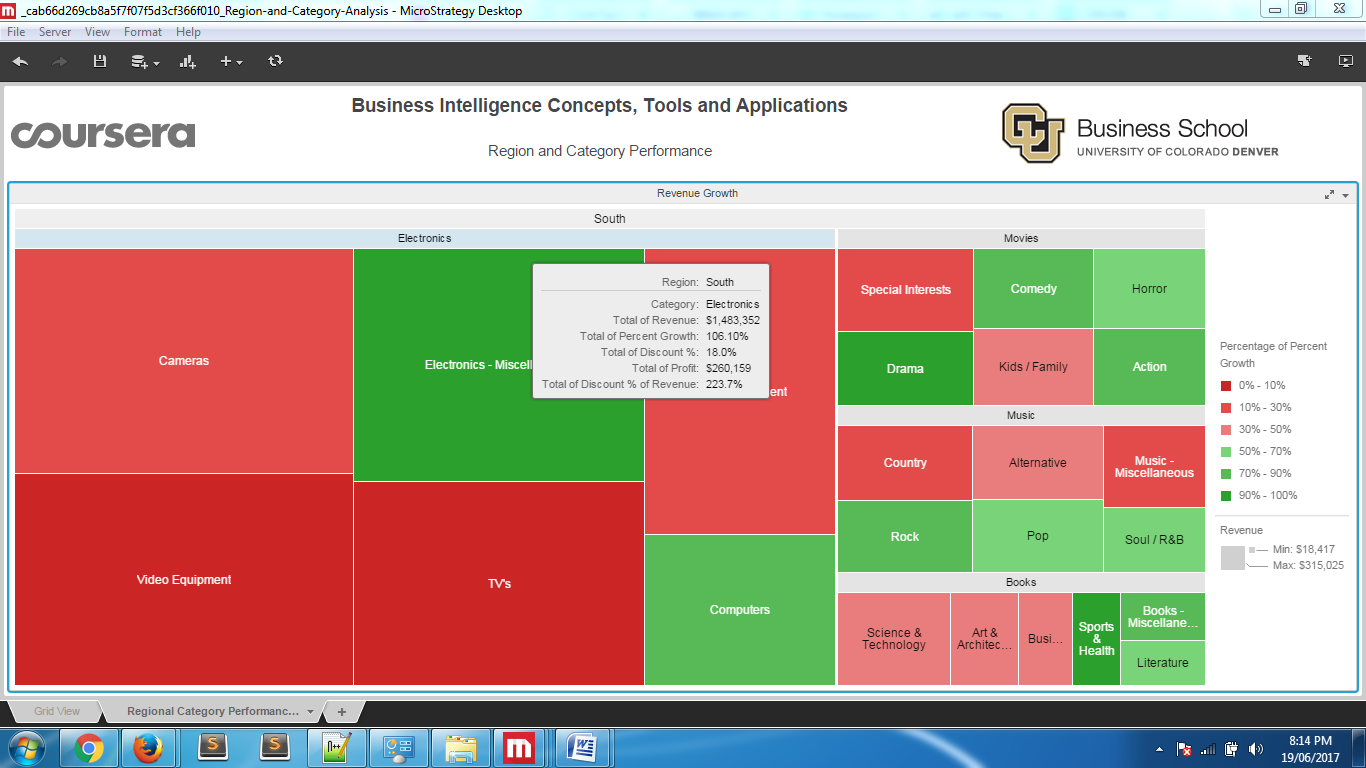 _cab66d269cb8a5f7f07f5d3cf366f010_Region-and-Category-Analysis - MicroStrategy Desktop
File Server View Format Help
coursera
Business Intelligence Concepts, Tools and Applications
Region and Category Performance
CU
Business School
UNIVERSITY OF COLORADO DENVER
Revenue Growth
South
Electronics
Cameras
Electronics - Miscell
ent
Video Equipment
TV's
Computers
Region: South
Category: Electronics
Total of Revenue: $1,483,352
Total of Percent Growth: 106.10%
Total of Discount %: 18.0%
Total of Profit: $260,159
Total of Discount % of Revenue: 223.7%
Movies
Special Interests
Comedy
Horror
Drama
Kids / Family
Action
Music
Country
Alternative
Music -
Miscellaneous
Rock
Pop
Soul / R&B
Books
Science &
Technology
Art &
Architec...
Busi...
Sports
&
Health
Books -
Miscellane...
Literature
Percentage of Percent
Growth
0% - 10%
10% - 30%
30% - 50%
50% - 70%
70% - 90%
90% - 100%
Revenue
Min: $18,417
Max: $315,025
Grid View
Regional Category Performanc...
8:14 PM
19/06/2017